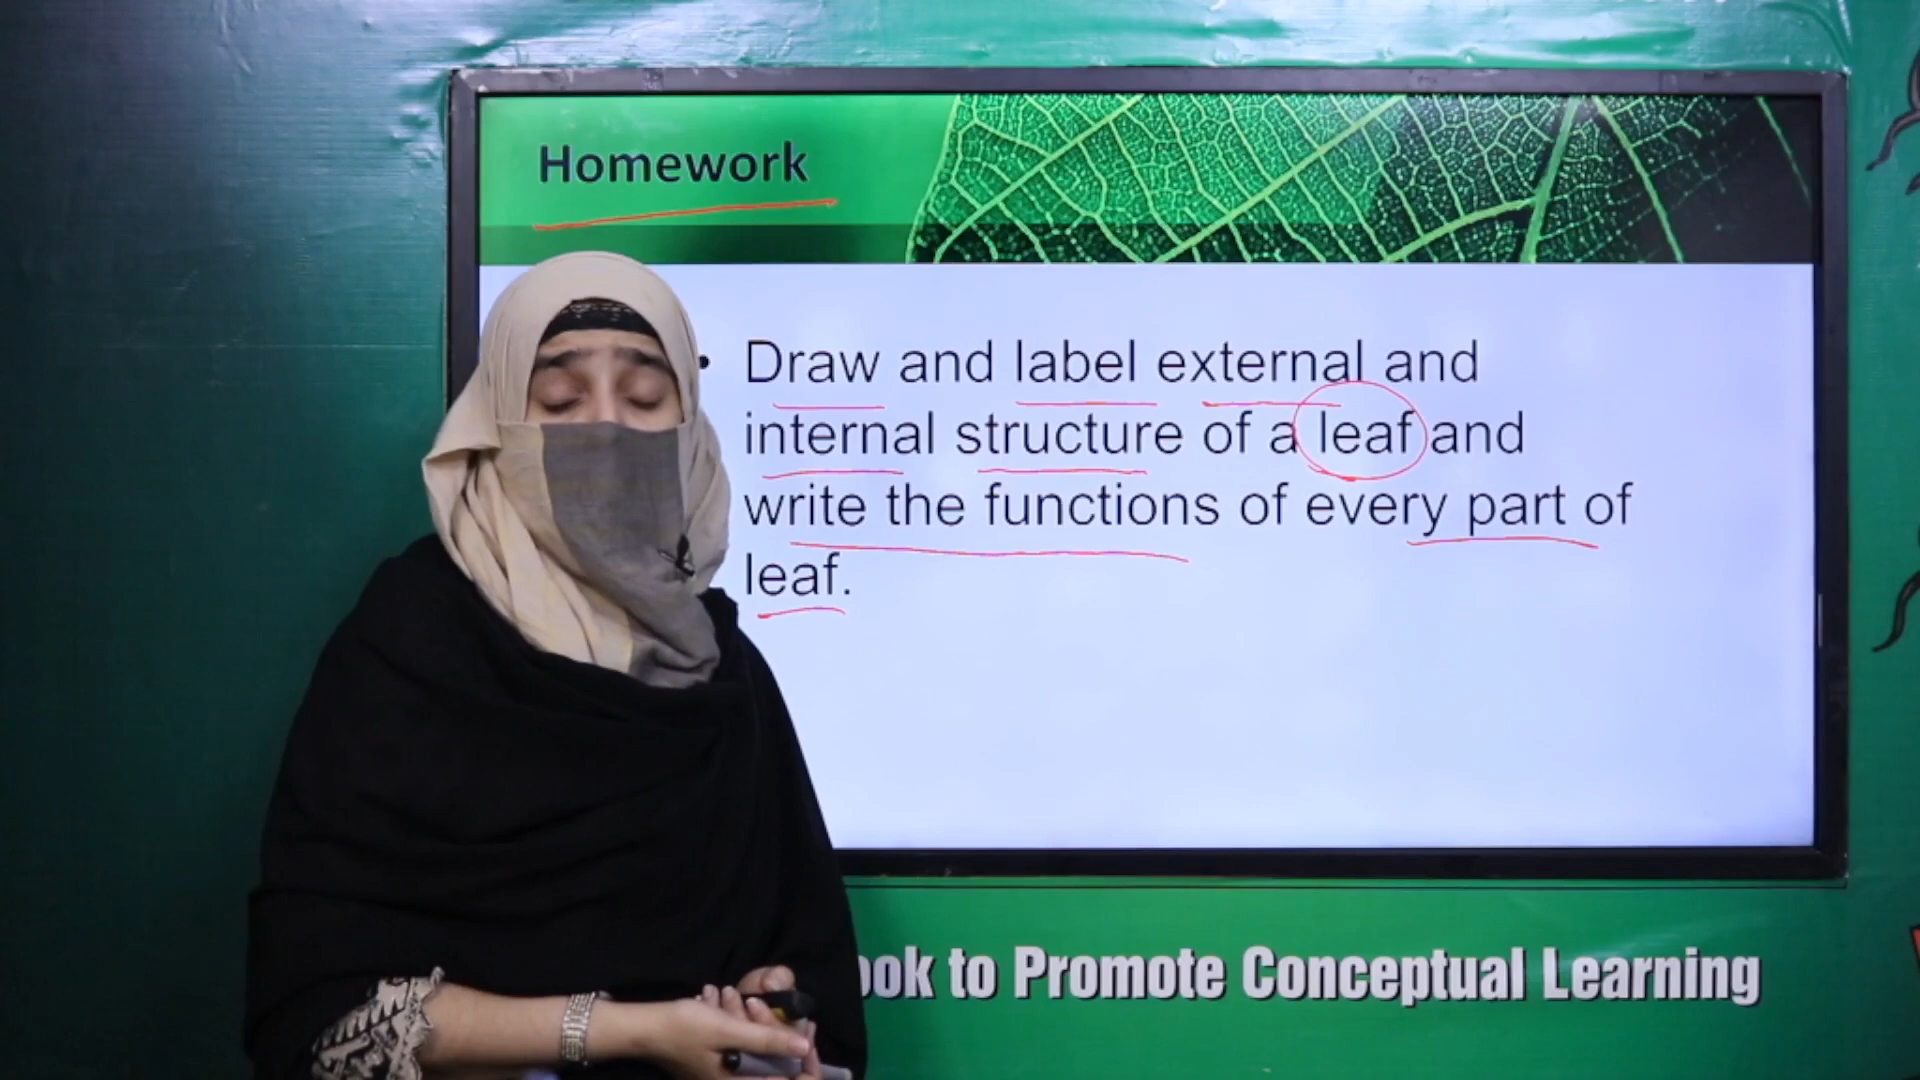 Homework
• Draw and label external and
internal structure of a leaf and
write the functions of every part of
leaf.
to Promote Conceptual Learning